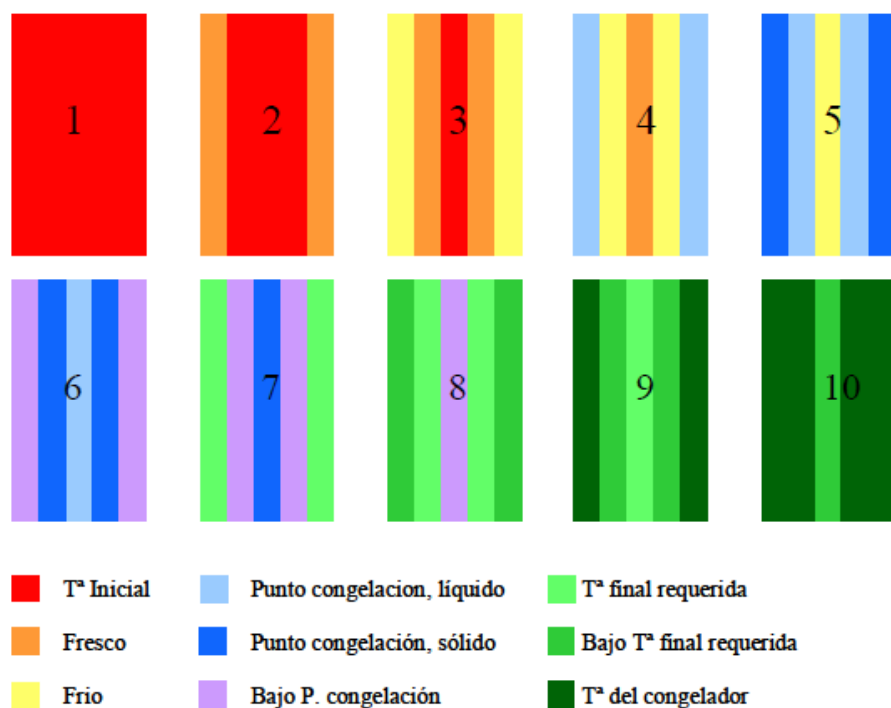 1 2 3 4 5
6 7 8 9 10
Tª Inicial Punto congelacion, líquido Tª final requerida
Fresco Punto congelación, sólido Bajo Tª final requerida
Frio Bajo P. congelación Tª del congelador